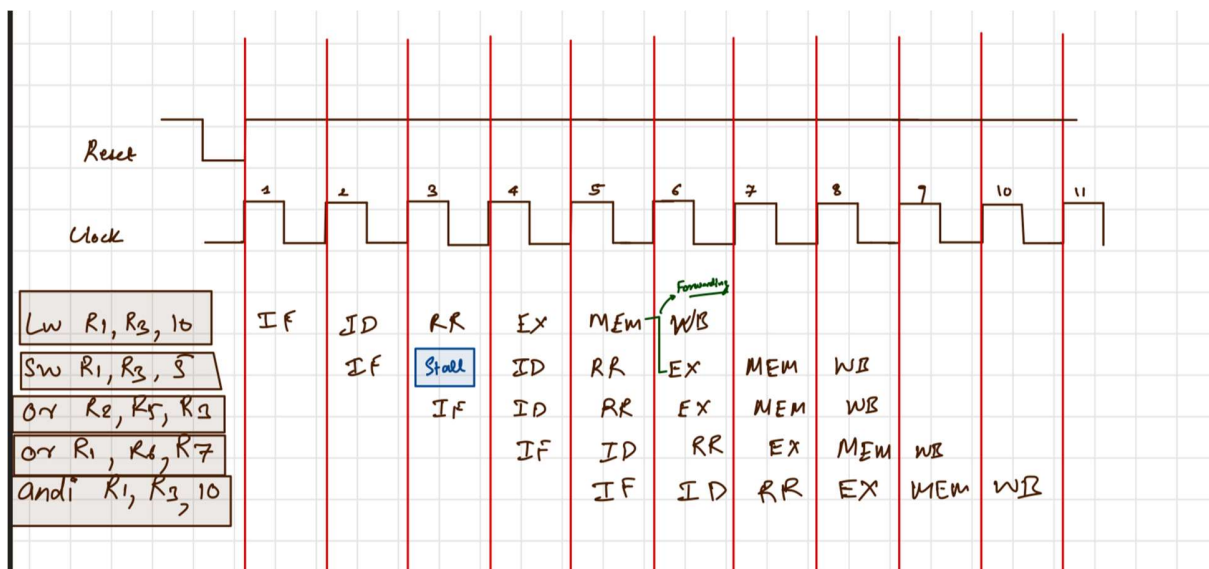 Reset
1 2 3 4 5 6 7 8 9 10 11
Clock
Forwarding
Lw R1, R3, 10 IF ID RR EX MEM WB
Sw R1, R3, 5 IF Stall ID RR EX MEM WB
or R2, R5, R3 IF ID RR EX MEM WB
or R1, R6, R7 IF ID RR EX MEM WB
andi R1, R3, 10 IF ID RR EX MEM WB